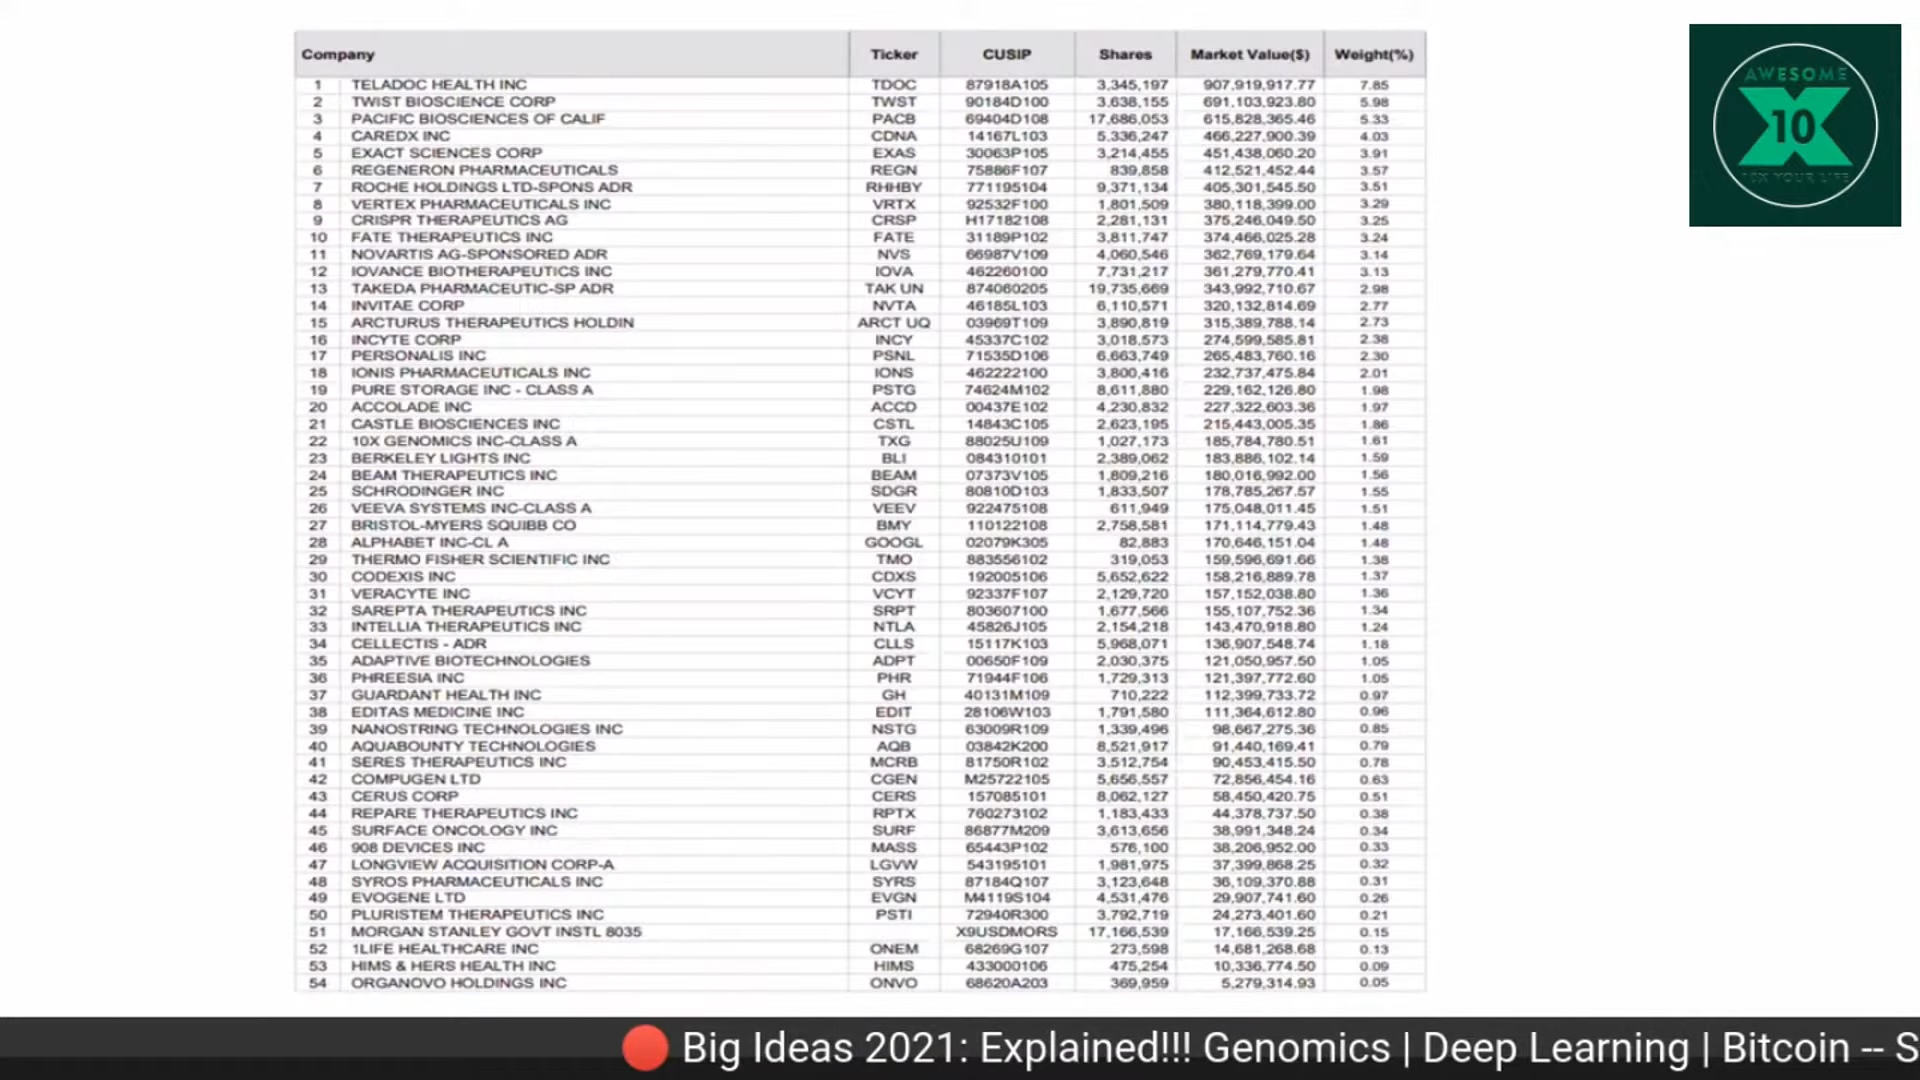 Company Ticker CUSIP Shares Market Value($) Weight(%)
1 TELADOC HEALTH INC TDOC 87918A105 3,345,197 907,919,917.77 7.85
2 TWIST BIOSCIENCE CORP TWST 90184D100 3,638,155 691,103,923.80 5.98
3 PACIFIC BIOSCIENCES OF CALIF PACB 69404D108 17,686,053 615,828,365.46 5.33
4 CAREDX INC CDNA 14167L103 5,336,247 466,227,900.39 4.03
5 EXACT SCIENCES CORP EXAS 30063P105 3,214,455 451,438,060.20 3.91
6 REGENERON PHARMACEUTICALS REGN 75886F107 839,858 412,521,452.44 3.57
7 ROCHE HOLDINGS LTD-SPONS ADR RHHBY 771195104 9,371,134 405,301,545.50 3.51
8 VERTEX PHARMACEUTICALS INC VRTX 92532F100 1,801,509 380,118,399.00 3.29
9 CRISPR THERAPEUTICS AG CRSP H17182108 2,281,131 375,246,049.50 3.25
10 FATE THERAPEUTICS INC FATE 31189P102 3,811,747 374,466,025.28 3.24
11 NOVARTIS AG-SPONSORED ADR NVS 66987V109 4,060,546 362,769,179.64 3.14
12 IOVANCE BIOTHERAPEUTICS INC IOVA 462260100 7,731,217 361,279,770.41 3.13
13 TAKEDA PHARMACEUTIC-SP ADR TAK UN 874060205 19,735,669 343,992,710.67 2.98
14 INVITAE CORP NVTA 46185L103 6,110,571 320,132,814.69 2.77
15 ARCTURUS THERAPEUTICS HOLDIN ARCT UQ 03969T109 3,890,819 315,389,788.14 2.73
16 INCYTE CORP INCY 45337C102 3,018,573 274,599,585.81 2.38
17 PERSONALIS INC PSNL 71535D106 6,663,749 265,483,760.16 2.30
18 IONIS PHARMACEUTICALS INC IONS 462222100 3,800,416 232,737,475.84 2.01
19 PURE STORAGE INC - CLASS A PSTG 74624M102 8,611,880 229,162,126.80 1.98
20 ACCOLADE INC ACCD 00437E102 4,230,832 227,322,603.36 1.97
21 CASTLE BIOSCIENCES INC CSTL 14843C105 2,623,195 215,443,005.35 1.86
22 10X GENOMICS INC-CLASS A TXG 88025U109 1,027,173 185,784,780.51 1.61
23 BERKELEY LIGHTS INC BLI 084310101 2,389,062 183,886,102.14 1.59
24 BEAM THERAPEUTICS INC BEAM 07373V105 1,809,216 180,016,992.00 1.56
25 SCHRODINGER INC SDGR 80810D103 1,833,507 178,785,267.57 1.55
26 VEEVA SYSTEMS INC-CLASS A VEEV 922475108 611,949 175,048,011.45 1.51
27 BRISTOL-MYERS SQUIBB CO BMY 110122108 2,758,581 171,114,779.43 1.48
28 ALPHABET INC-CL A GOOGL 02079K305 82,883 170,646,151.04 1.48
29 THERMO FISHER SCIENTIFIC INC TMO 883556102 319,053 159,596,691.66 1.38
30 CODEXIS INC CDXS 192005106 5,652,622 158,216,889.78 1.37
31 VERACYTE INC VCYT 92337F107 2,129,720 157,152,038.80 1.36
32 SAREPTA THERAPEUTICS INC SRPT 803607100 1,677,566 155,107,752.36 1.34
33 INTELLIA THERAPEUTICS INC NTLA 45826J105 2,154,218 143,470,918.80 1.24
34 CELLECTIS - ADR CLLS 15117K103 5,968,071 136,907,548.74 1.18
35 ADAPTIVE BIOTECHNOLOGIES ADPT 00650F109 2,030,375 121,050,957.50 1.05
36 PHREESIA INC PHR 71944F106 1,729,313 121,397,772.60 1.05
37 GUARDANT HEALTH INC GH 40131M109 710,222 112,399,733.72 0.97
38 EDITAS MEDICINE INC EDIT 28106W103 1,791,580 111,364,612.80 0.96
39 NANOSTRING TECHNOLOGIES INC NSTG 63009R109 1,339,496 98,667,275.36 0.85
40 AQUABOUNTY TECHNOLOGIES AQB 03842K200 8,521,917 91,440,169.41 0.79
41 SERES THERAPEUTICS INC MCRB 81750R102 3,512,754 90,453,415.50 0.78
42 COMPUGEN LTD CGEN M25722105 5,656,557 72,856,454.16 0.63
43 CERUS CORP CERS 157085101 8,062,127 58,450,420.75 0.51
44 REPARE THERAPEUTICS INC RPTX 760273102 1,183,433 44,378,737.50 0.38
45 SURFACE ONCOLOGY INC SURF 86877M209 3,613,656 38,991,348.24 0.34
46 908 DEVICES INC MASS 65443P102 576,100 38,206,952.00 0.33
47 LONGVIEW ACQUISITION CORP-A LGVW 543195101 1,981,975 37,399,868.25 0.32
48 SYROS PHARMACEUTICALS INC SYRS 87184Q107 3,123,648 36,109,370.88 0.31
49 EVOGENE LTD EVGN M4119S104 4,531,476 29,907,741.60 0.26
50 PLURISTEM THERAPEUTICS INC PSTI 72940R300 3,792,719 24,273,401.60 0.21
51 MORGAN STANLEY GOVT INSTL 8035 X9USDMORS 17,166,539 17,166,539.25 0.15
52 1LIFE HEALTHCARE INC ONEM 68269G107 273,598 14,681,268.68 0.13
53 HIMS & HERS HEALTH INC HIMS 433000106 475,254 10,336,774.50 0.09
54 ORGANOVO HOLDINGS INC ONVO 68620A203 369,959 5,279,314.93 0.05
AWESOME
X
10
10X YOUR LIFE
Big Ideas 2021: Explained!!! Genomics | Deep Learning | Bitcoin -- S